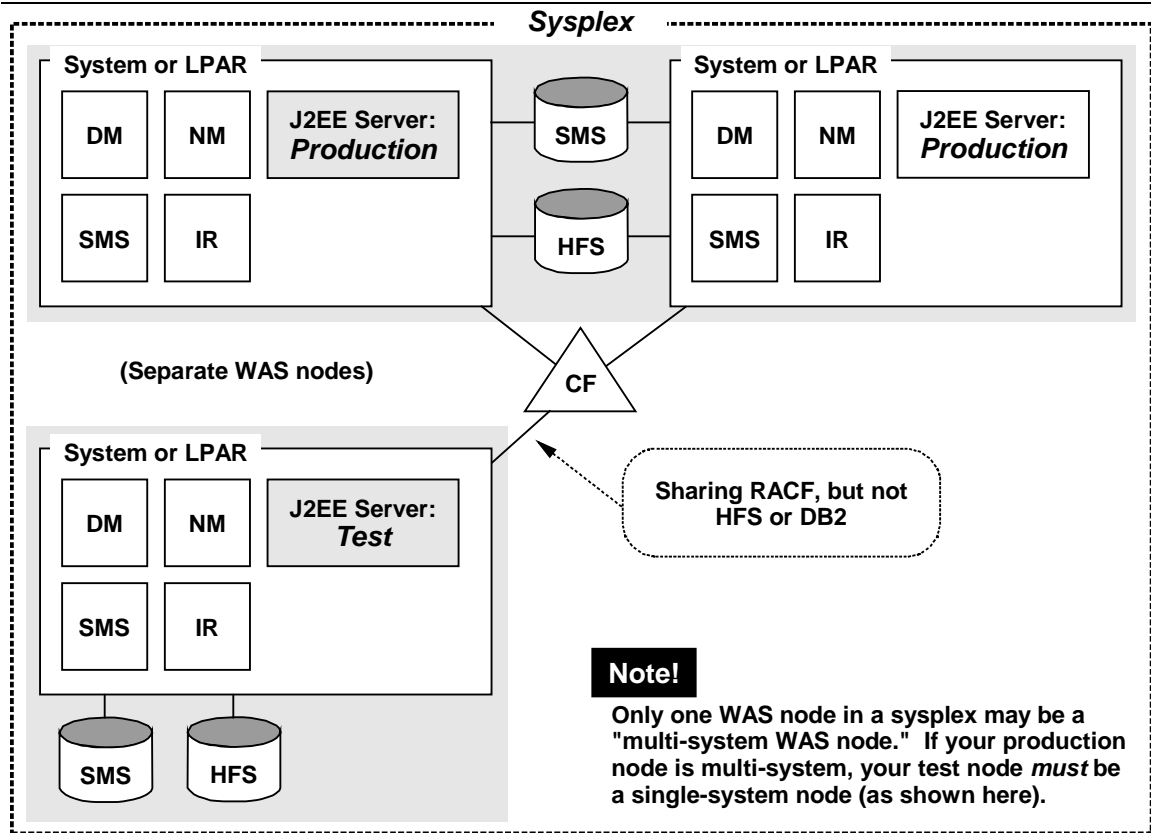 Sysplex
System or LPAR
DM
NM
J2EE Server:
Production
SMS
IR
SMS
HFS
System or LPAR
DM
NM
J2EE Server:
Production
SMS
IR
(Separate WAS nodes)
CF
System or LPAR
DM
NM
J2EE Server:
Test
SMS
IR
SMS
HFS
Sharing RACF, but not
HFS or DB2
Note!
Only one WAS node in a sysplex may be a
"multi-system WAS node." If your production
node is multi-system, your test node must be
a single-system node (as shown here).